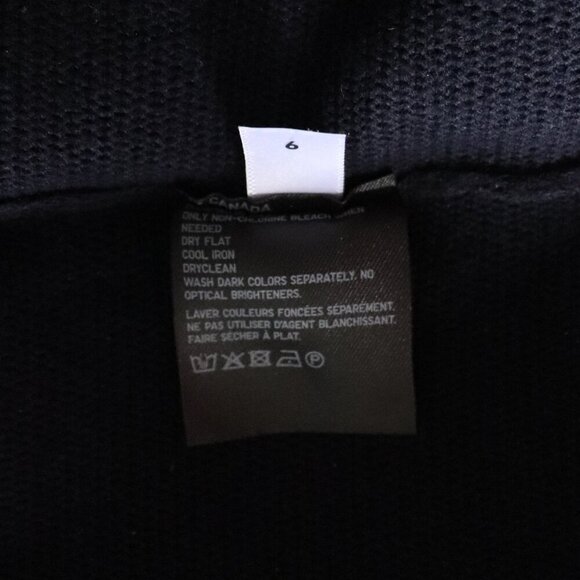 6
CANADA
ONLY NON-CHLORINE BLEACH WHEN
NEEDED
DRY FLAT
COOL IRON
DRYCLEAN
WASH DARK COLORS SEPARATELY, NO
OPTICAL BRIGHTENERS.
LAVER COULEURS FONCÉES SÉPARÉMENT.
NE PAS UTILISER D'AGENT BLANCHISSANT.
FAIRE SÉCHER À PLAT.
P